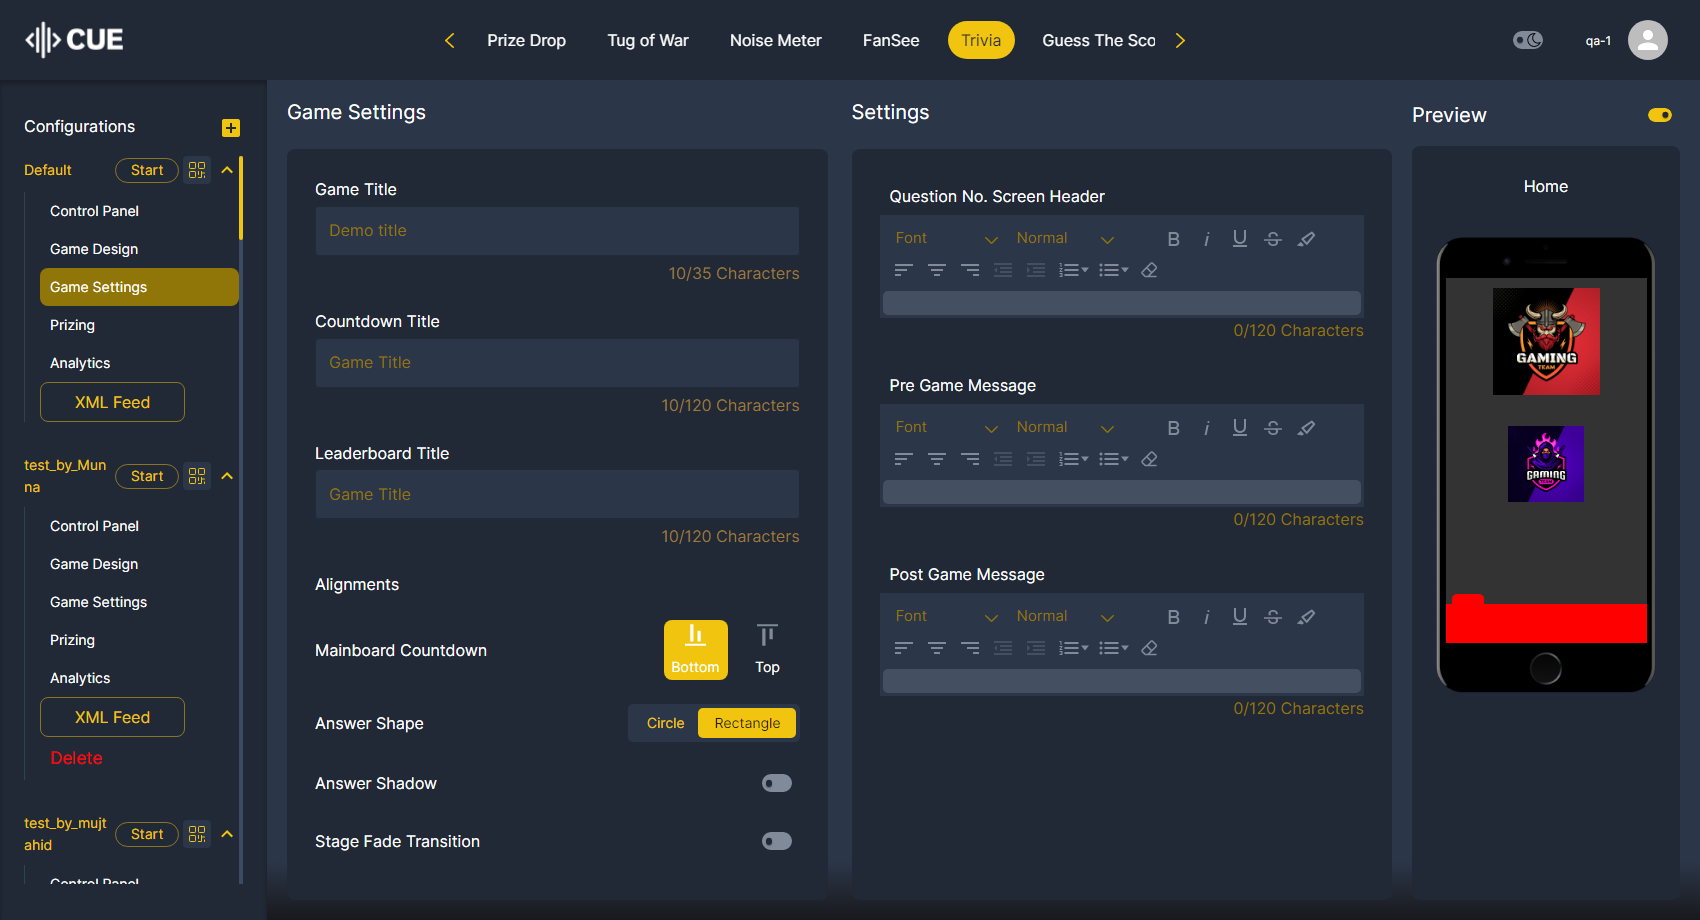 CUE
Prize Drop
Tug of War
Noise Meter
FanSee
Trivia
Guess The Sco
qa-1
Configurations
Default
Start
Control Panel
Game Design
Game Settings
Prizing
Analytics
XML Feed
test_by_Mun
na
Start
Control Panel
Game Design
Game Settings
Prizing
Analytics
XML Feed
Delete
test_by_mujt
ahid
Start
Control Panel
Game Settings
Game Title
Demo title
10/35 Characters
Countdown Title
Game Title
10/120 Characters
Leaderboard Title
Game Title
10/120 Characters
Alignments
Mainboard Countdown
Bottom
Top
Answer Shape
Circle
Rectangle
Answer Shadow
Stage Fade Transition
Settings
Question No. Screen Header
Font
Normal
B i U S
0/120 Characters
Pre Game Message
Font
Normal
B i U S
0/120 Characters
Post Game Message
Font
Normal
B i U S
0/120 Characters
Preview
Home
GAMING
TEAM
GAMING
TEAM